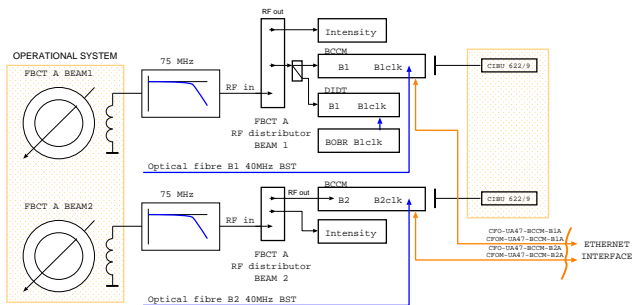 RF out
OPERATIONAL SYSTEM
FBCT A BEAM1
75 MHz
RF in
Intensity
BCCM
B1 B1clk
CIBU 622/9
DIDT
B1 B1clk
BOBR B1clk
FBCT A
RF distributor
BEAM 1
Optical fibre B1 40MHz BST
FBCT A BEAM2
75 MHz
RF in
RF out
BCCM
B2 B2clk
CIBU 622/9
Intensity
FBCT A
RF distributor
BEAM 2
CFO-UA47-BCCM-B1A
CFOM-UA47-BCCM-B1A
CFO-UA47-BCCM-B2A
CFOM-UA47-BCCM-B2A
ETHERNET
INTERFACE
Optical fibre B2 40MHz BST